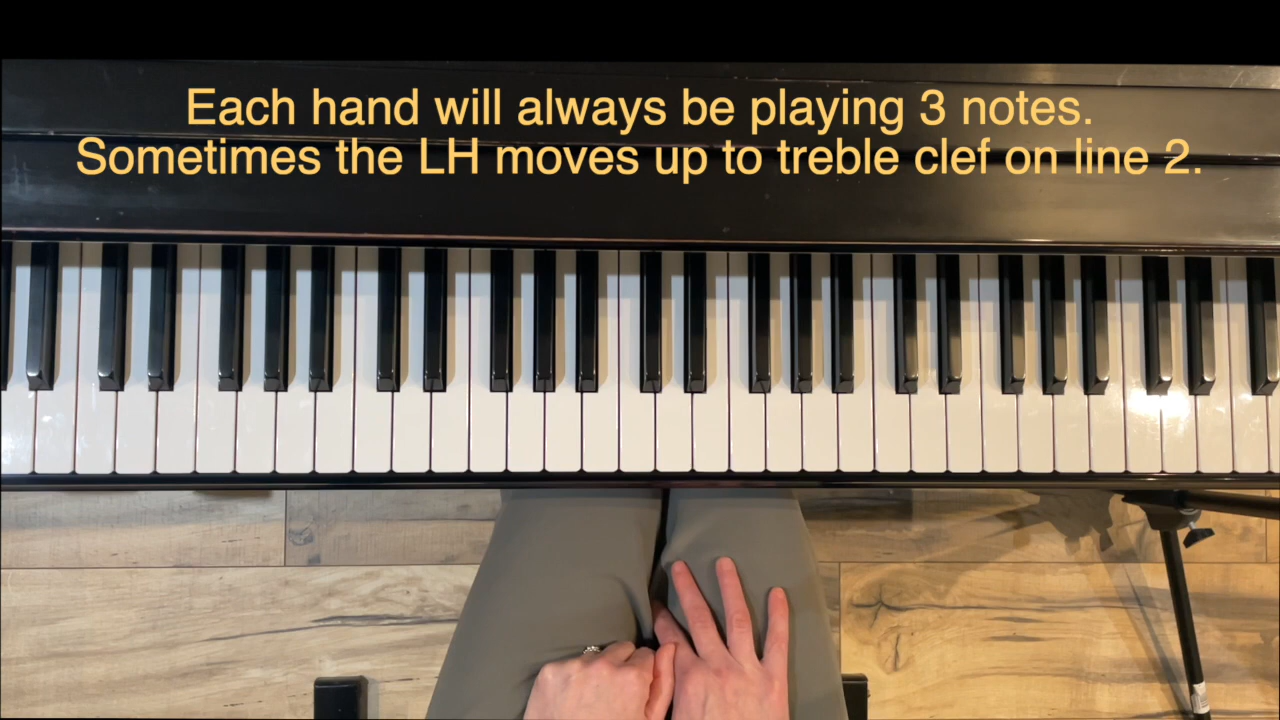 Each hand will always be playing 3 notes.
Sometimes the LH moves up to treble clef on line 2.